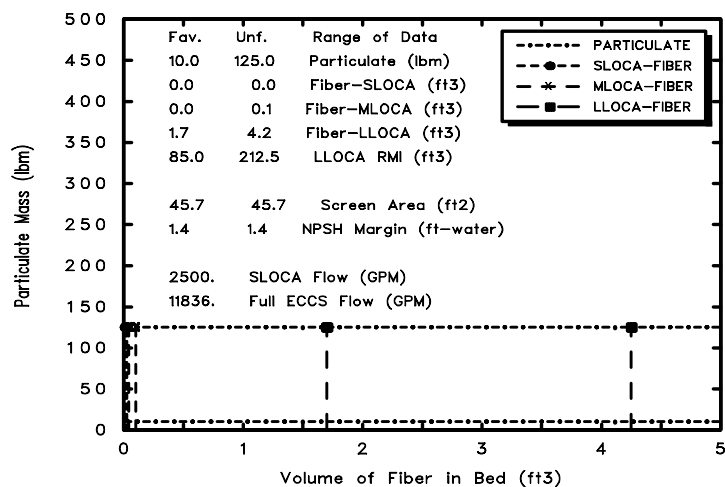 Fav. Unf. Range of Data
10.0 125.0 Particulate (lbm)
0.0 0.0 Fiber-SLOCA (ft3)
0.0 0.1 Fiber-MLOCA (ft3)
1.7 4.2 Fiber-LLOCA (ft3)
85.0 212.5 LLOCA RMI (ft3)
45.7 45.7 Screen Area (ft2)
1.4 1.4 NPSH Margin (ft-water)
2500. SLOCA Flow (GPM)
11836. Full ECCS Flow (GPM)
PARTICULATE
SLOCA-FIBER
MLOCA-FIBER
LLOCA-FIBER
Particulate Mass (lbm)
500
450
400
350
300
250
200
150
100
50
0
0 1 2 3 4 5
Volume of Fiber in Bed (ft3)